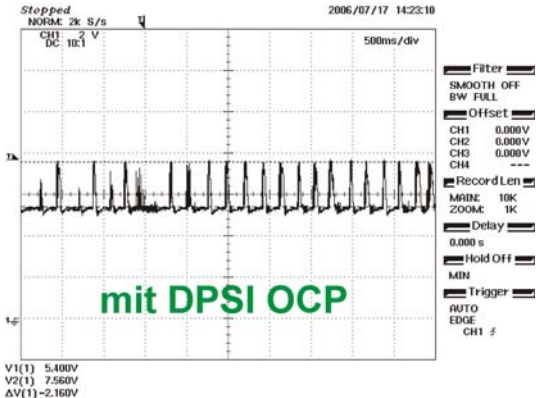 Stopped
2006/07/17 14:23:10
NORM: 2k S/s
CH1 2 V
DC 10:1
500ms/div
Filter
SMOOTH OFF
BW FULL
Offset
CH1 0.000V
CH2 0.000V
CH3 0.000V
CH4 ---
Record Len
MAIN: 10K
ZOOM: 1K
Delay
0.000 s
Hold Off
MIN
Trigger
AUTO
EDGE
CH1
mit DPSI OCP
V1(1) 5.400V
V2(1) 7.560V
ΔV(1)-2.160V